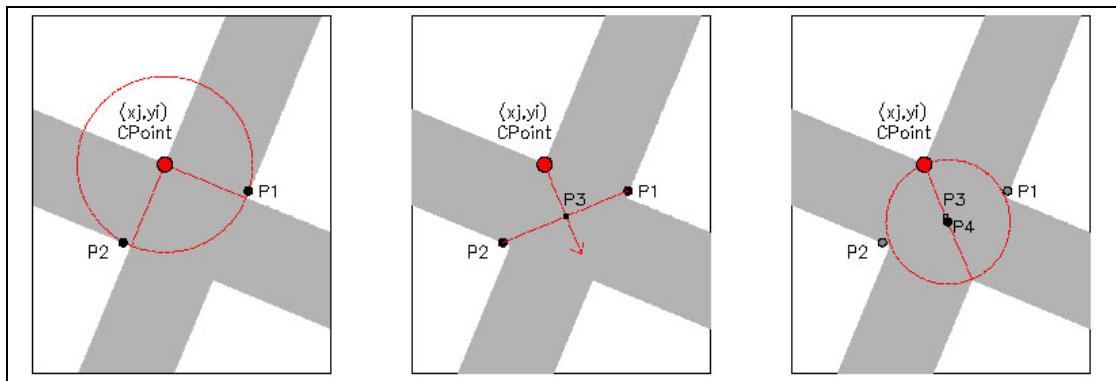 (xj,yi)
CPoint
P1
P2
(xj,yi)
CPoint
P3
P1
P2
(xj,yi)
CPoint
P3
P1
P4
P2